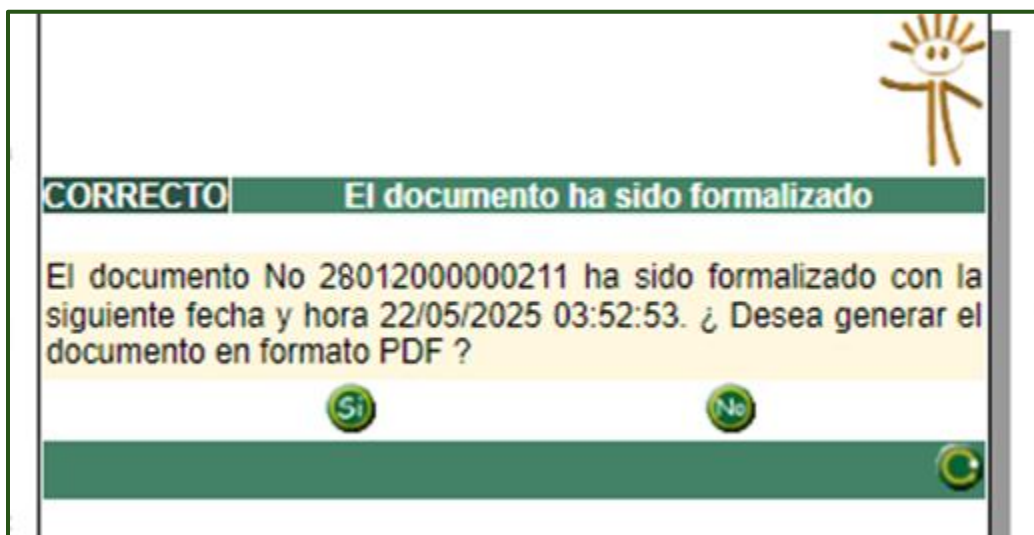 CORRECTO El documento ha sido formalizado
El documento No 28012000000211 ha sido formalizado con la
siguiente fecha y hora 22/05/2025 03:52:53. ¿ Desea generar el
documento en formato PDF ?
Si No